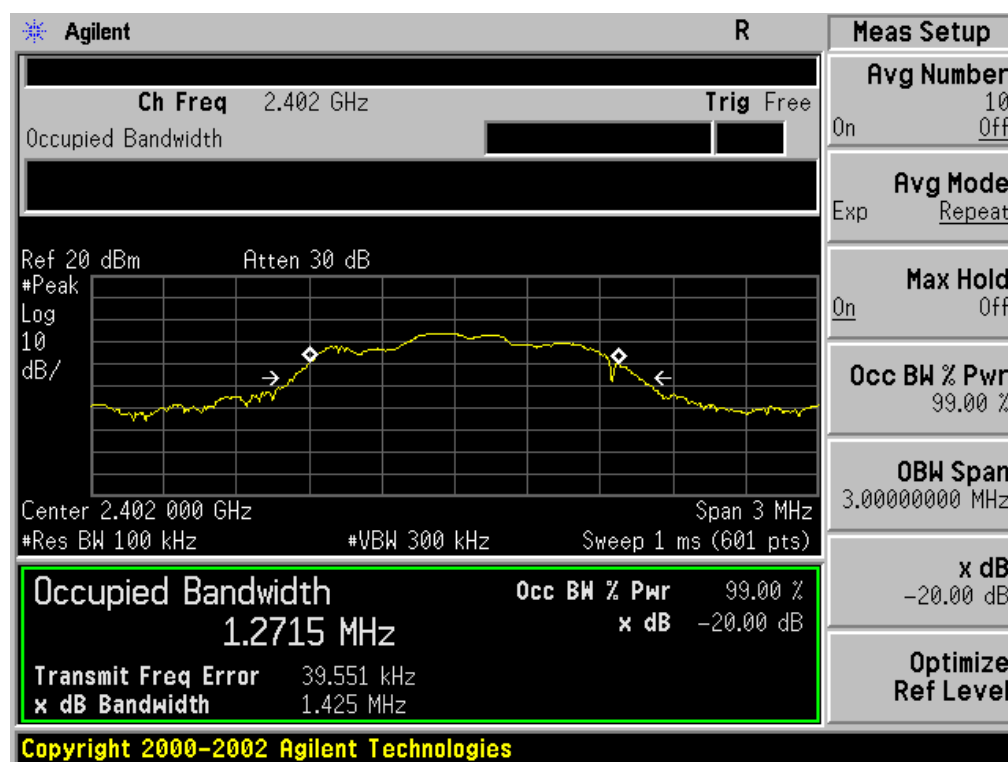 Agilent R
Ch Freq 2.402 GHz Trig Free
Occupied Bandwidth
Ref 20 dBm Atten 30 dB
#Peak
Log
10
dB/
Center 2.402 000 GHz Span 3 MHz
#Res BW 100 kHz #VBW 300 kHz Sweep 1 ms (601 pts)
Occupied Bandwidth Occ BW % Pwr 99.00 %
1.2715 MHz x dB -20.00 dB
Transmit Freq Error 39.551 kHz
x dB Bandwidth 1.425 MHz
Meas Setup
Avg Number
10
On Off
Avg Mode
Exp Repeat
Max Hold
On Off
Occ BW % Pwr
99.00 %
OBW Span
3.00000000 MHz
x dB
-20.00 dB
Optimize
Ref Level
Copyright 2000-2002 Agilent Technologies